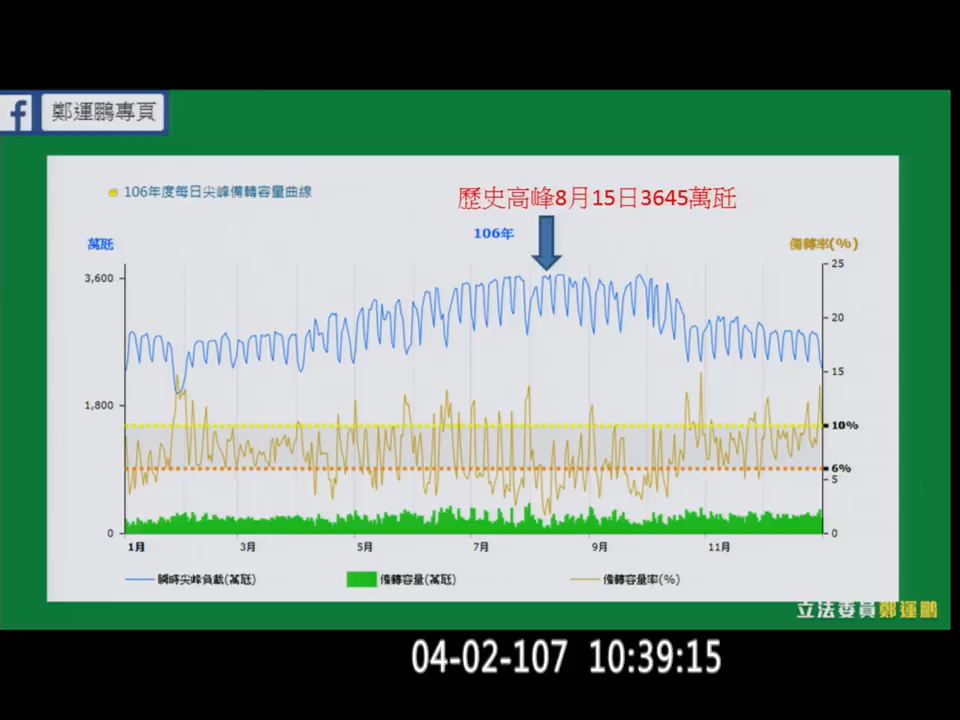 鄭運鵬專頁
106年度每日尖峰備轉容量曲線
歷史高峰8月15日3645萬瓩
106年
萬瓩
備轉率(%)
3,600
1,800
0
25
20
15
10%
6%
5
0
1月
3月
5月
7月
9月
11月
瞬時尖峰負載(萬瓩)
備轉容量(萬瓩)
備轉容量率(%)
立法委員鄭運鵬
04-02-107 10:39:15